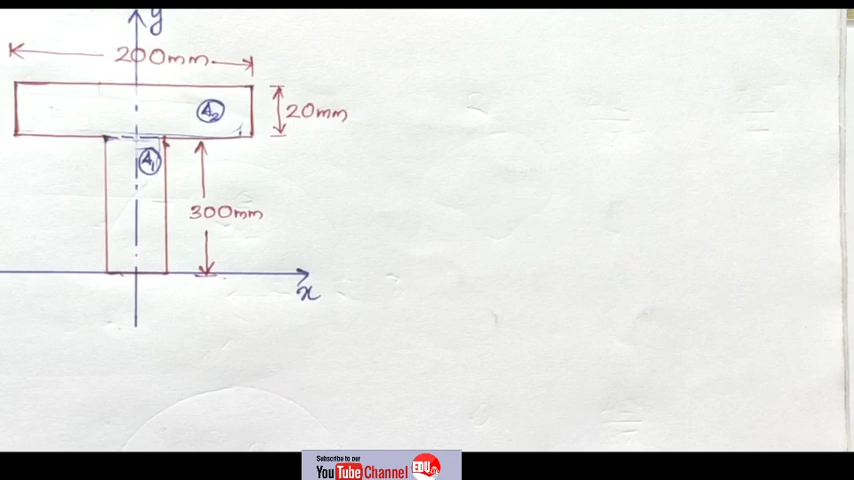 y
200mm
A2
20mm
A1
300mm
x
Subscribe to our
YouTube Channel
EDU